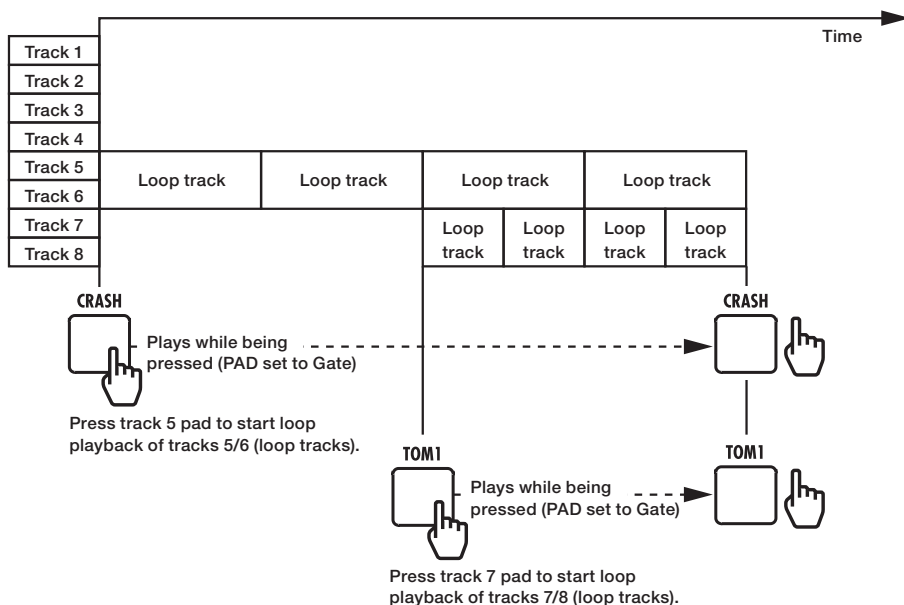 Time
Track 1
Track 2
Track 3
Track 4
Track 5
Track 6
Track 7
Track 8
Loop track
Loop track
Loop track
Loop track
Loop
track
Loop
track
Loop
track
Loop
track
CRASH
CRASH
Plays while being
pressed (PAD set to Gate)
Press track 5 pad to start loop
playback of tracks 5/6 (loop tracks).
TOM1
TOM1
Plays while being
pressed (PAD set to Gate)
Press track 7 pad to start loop
playback of tracks 7/8 (loop tracks).